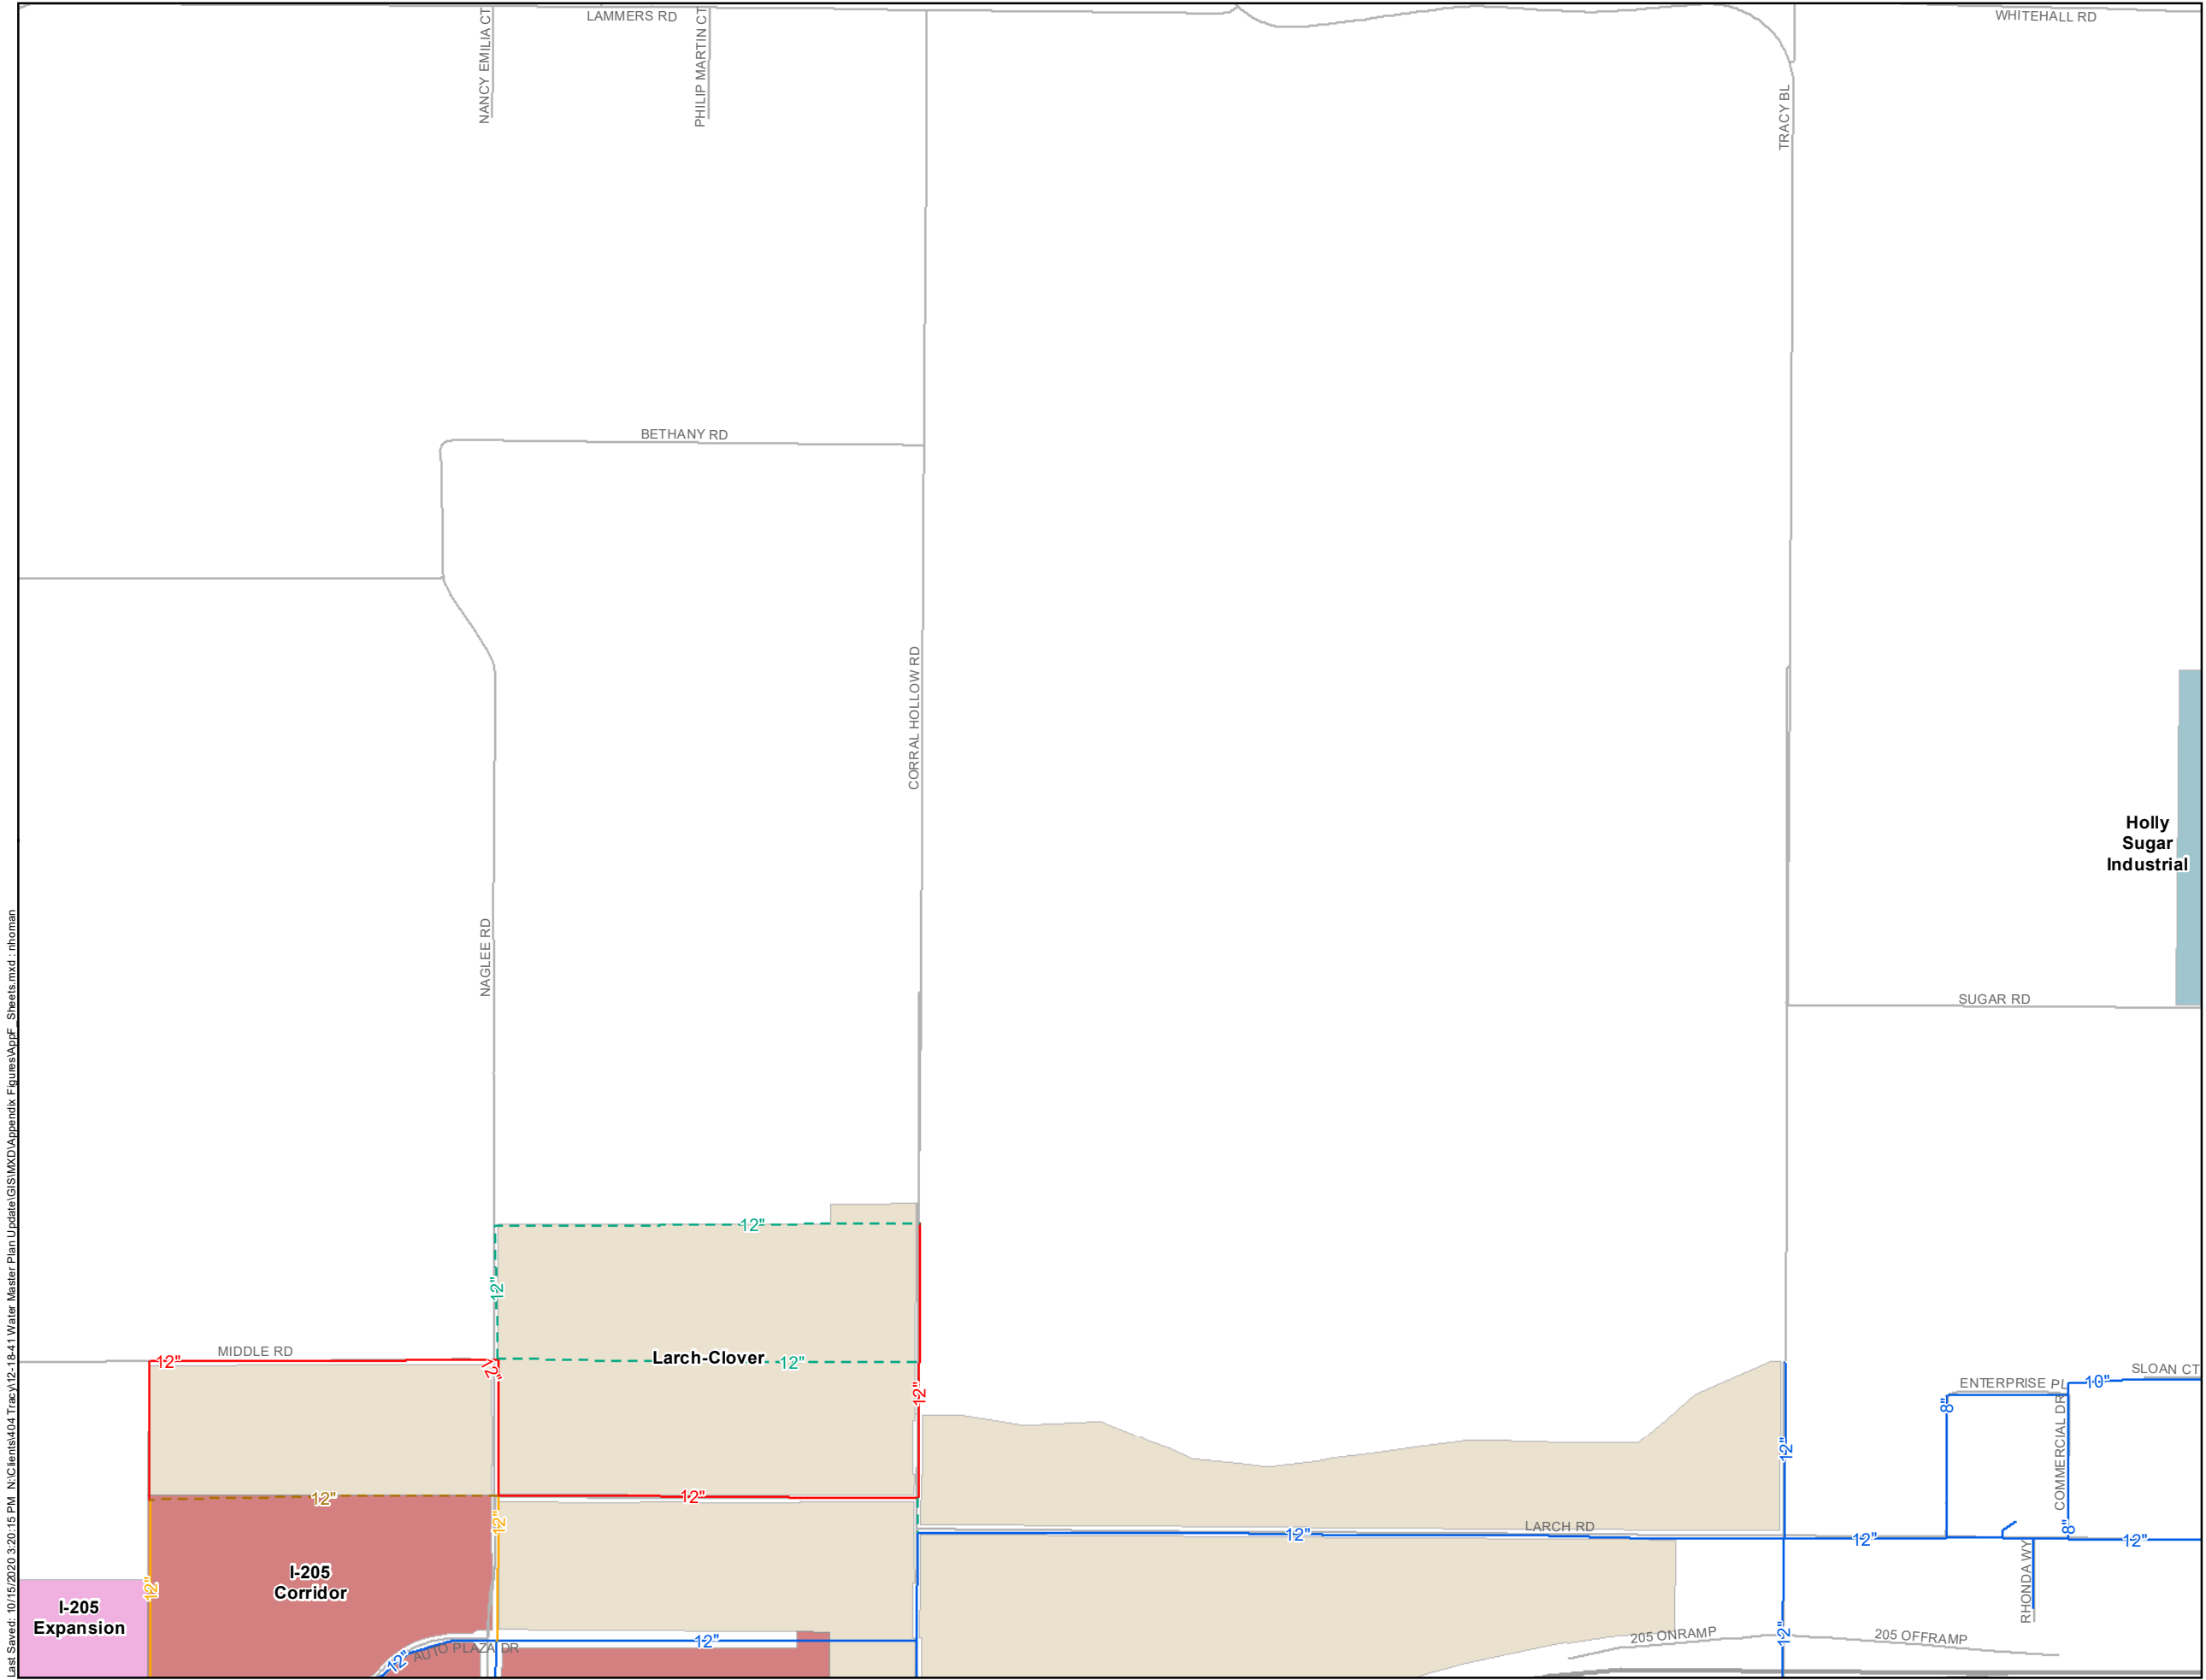 LAMMERS RD
WHITEHALL RD
NANCY EMILIA CT
PHILIP MARTIN CT
TRACY BL
BETHANY RD
CORRAL HOLLOW RD
Holly
Sugar
Industrial
NAGLEE RD
SUGAR RD
12"
12"
MIDDLE RD
12"
12"
Larch-Clover
12"
12"
SLOAN CT
ENTERPRISE PL
10"
8"
COMMERCIAL DR
12"
12"
12"
12"
LARCH RD
12"
12"
8"
12"
I-205
Corridor
12"
I-205
Expansion
RHONDA WY
12"
AUTO PLAZA DR
12"
205 ONRAMP
12"
205 OFFRAMP
Last Saved: 10/15/2020 3:20:15 PM N:\Clients\404 Tracy\12-18-41 Water Master Plan Update\GIS\MXD\Appendix Figures\AppF_Sheets.mxd : nhoman